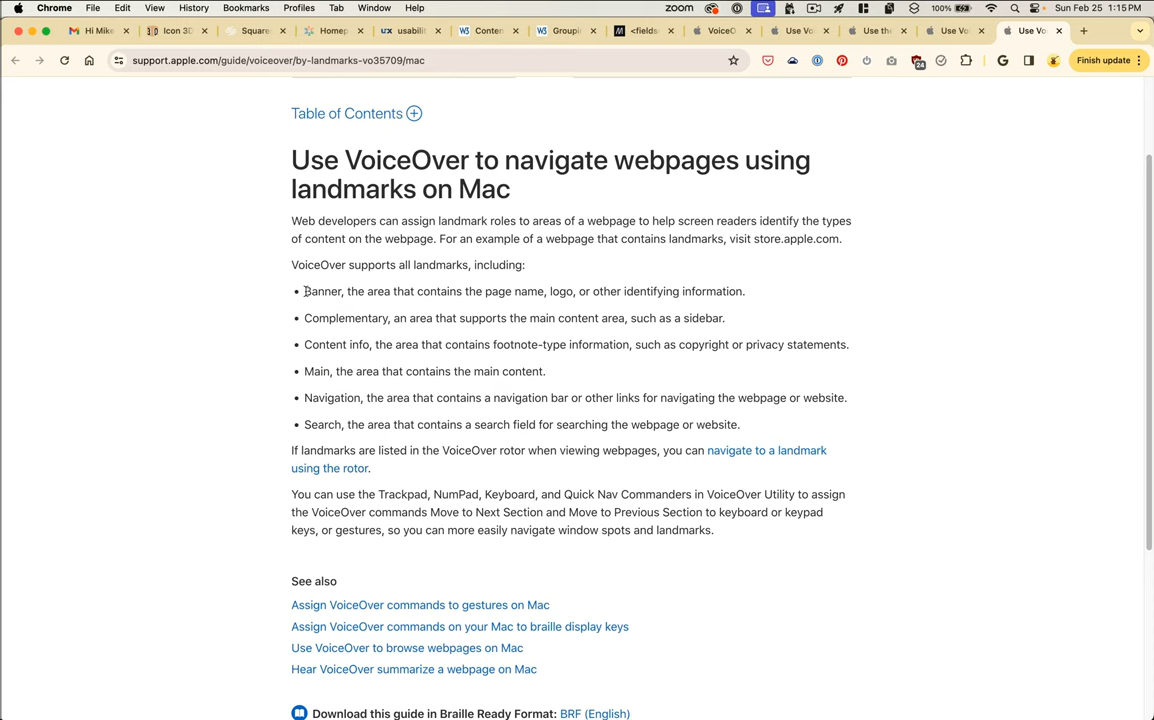 Chrome File Edit View History Bookmarks Profiles Tab Window Help zoom 100% Sun Feb 25 1:15PM
Hi Mike Icon 3D Square Homep usabilit Conten Groupin <fields VoiceO Use Vo Use the Use Vo Use Vo
support.apple.com/guide/voiceover/by-landmarks-vo35709/mac 24 Finish update
Table of Contents
Use VoiceOver to navigate webpages using
landmarks on Mac
Web developers can assign landmark roles to areas of a webpage to help screen readers identify the types
of content on the webpage. For an example of a webpage that contains landmarks, visit store.apple.com.
VoiceOver supports all landmarks, including:
• Banner, the area that contains the page name, logo, or other identifying information.
• Complementary, an area that supports the main content area, such as a sidebar.
• Content info, the area that contains footnote-type information, such as copyright or privacy statements.
• Main, the area that contains the main content.
• Navigation, the area that contains a navigation bar or other links for navigating the webpage or website.
• Search, the area that contains a search field for searching the webpage or website.
If landmarks are listed in the VoiceOver rotor when viewing webpages, you can navigate to a landmark
using the rotor.
You can use the Trackpad, NumPad, Keyboard, and Quick Nav Commanders in VoiceOver Utility to assign
the VoiceOver commands Move to Next Section and Move to Previous Section to keyboard or keypad
keys, or gestures, so you can more easily navigate window spots and landmarks.
See also
Assign VoiceOver commands to gestures on Mac
Assign VoiceOver commands on your Mac to braille display keys
Use VoiceOver to browse webpages on Mac
Hear VoiceOver summarize a webpage on Mac
Download this guide in Braille Ready Format: BRF (English)